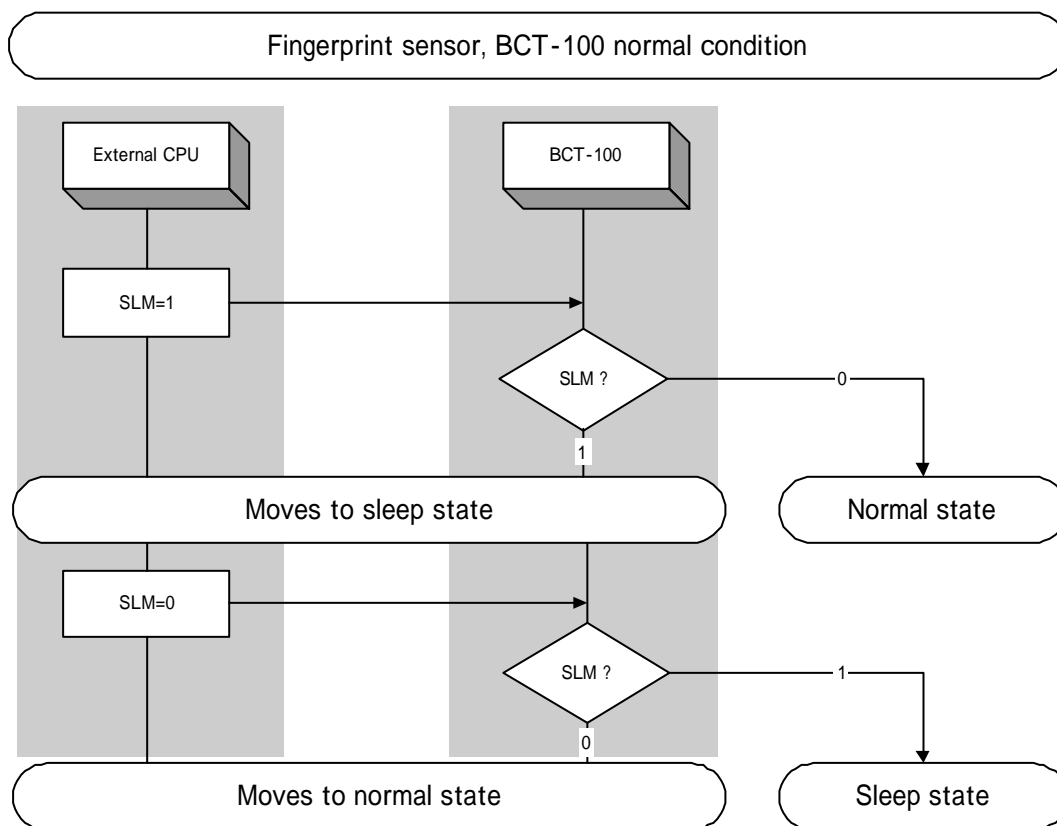 Fingerprint sensor, BCT-100 normal condition
External CPU
BCT-100
SLM=1
SLM ?
0
1
Moves to sleep state
Normal state
SLM=0
SLM ?
1
0
Moves to normal state
Sleep state